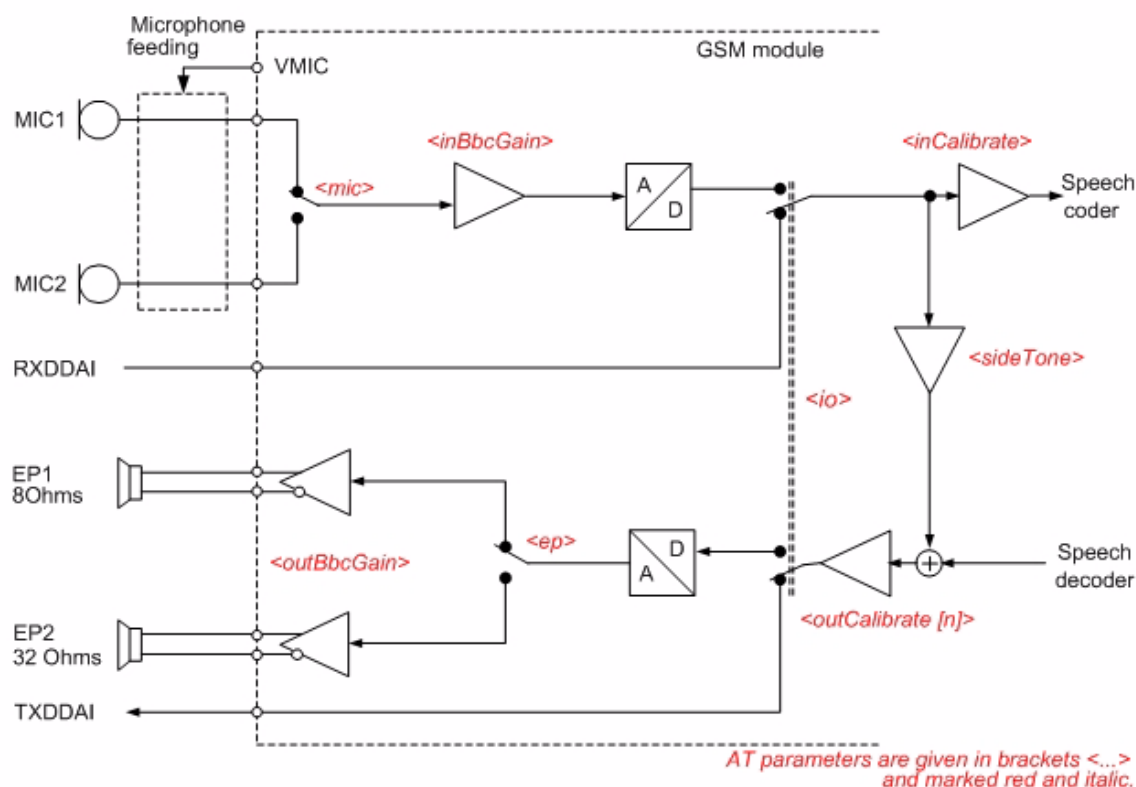 Microphone
feeding
GSM module
VMIC
MIC1
<inBbcGain>
<inCalibrate>
<mic>
A
D
Speech
coder
MIC2
RXDDAI
<sideTone>
<io>
EP1
8Ohms
<ep>
D
A
<outBbcGain>
Speech
decoder
<outCalibrate [n]>
EP2
32 Ohms
TXDDAI
AT parameters are given in brackets <...>
and marked red and italic.